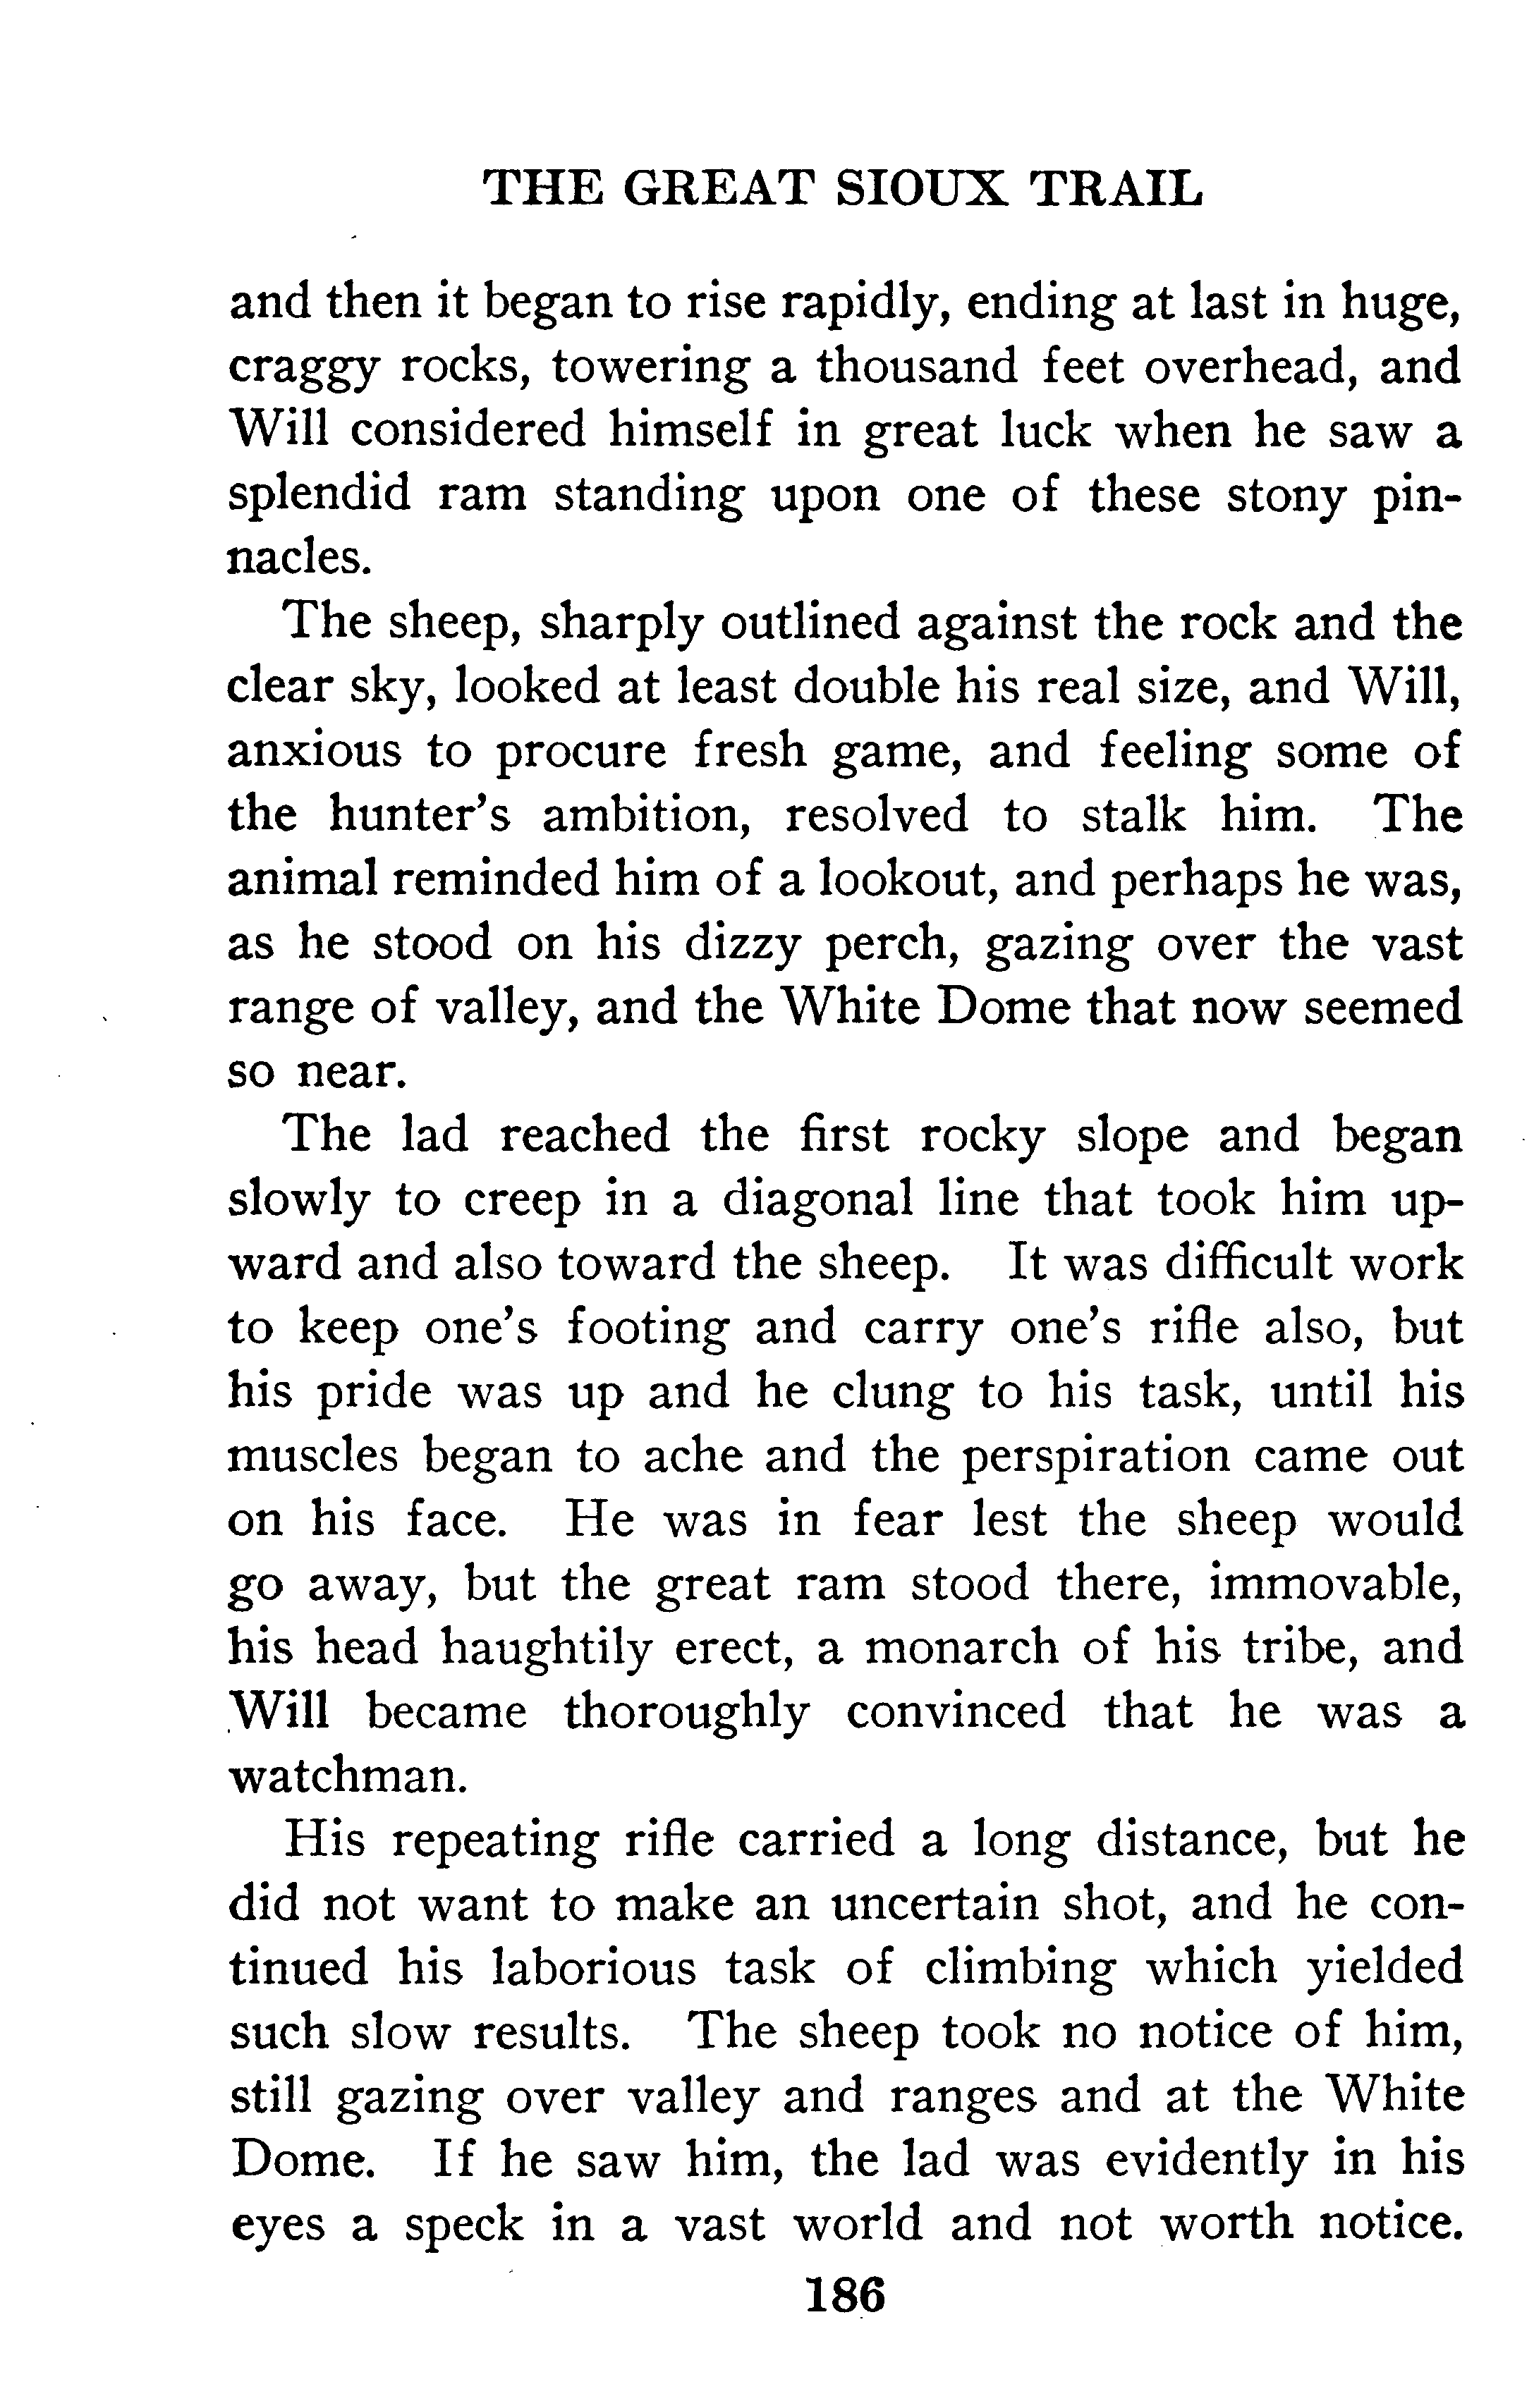 THE GREAT SIOUX TRAIL
and then it began to rise rapidly, ending at last in huge,
craggy rocks, towering a thousand feet overhead, and
Will considered himself in great luck when he saw a
splendid ram standing upon one of these stony pin-
nacles.
The sheep, sharply outlined against the rock and the
clear sky, looked at least double his real size, and Will,
anxious to procure fresh game, and feeling some of
the hunter's ambition, resolved to stalk him. The
animal reminded him of a lookout, and perhaps he was,
as he stood on his dizzy perch, gazing over the vast
range of valley, and the White Dome that now seemed
so near.
The lad reached the first rocky slope and began
slowly to creep in a diagonal line that took him up-
ward and also toward the sheep. It was difficult work
to keep one's footing and carry one's rifle also, but
his pride was up and he clung to his task, until his
muscles began to ache and the perspiration came out
on his face. He was in fear lest the sheep would
go away, but the great ram stood there, immovable,
his head haughtily erect, a monarch of his tribe, and
Will became thoroughly convinced that he was a
watchman.
His repeating rifle carried a long distance, but he
did not want to make an uncertain shot, and he con-
tinued his laborious task of climbing which yielded
such slow results. The sheep took no notice of him,
still gazing over valley and ranges and at the White
Dome. If he saw him, the lad was evidently in his
eyes a speck in a vast world and not worth notice.
186